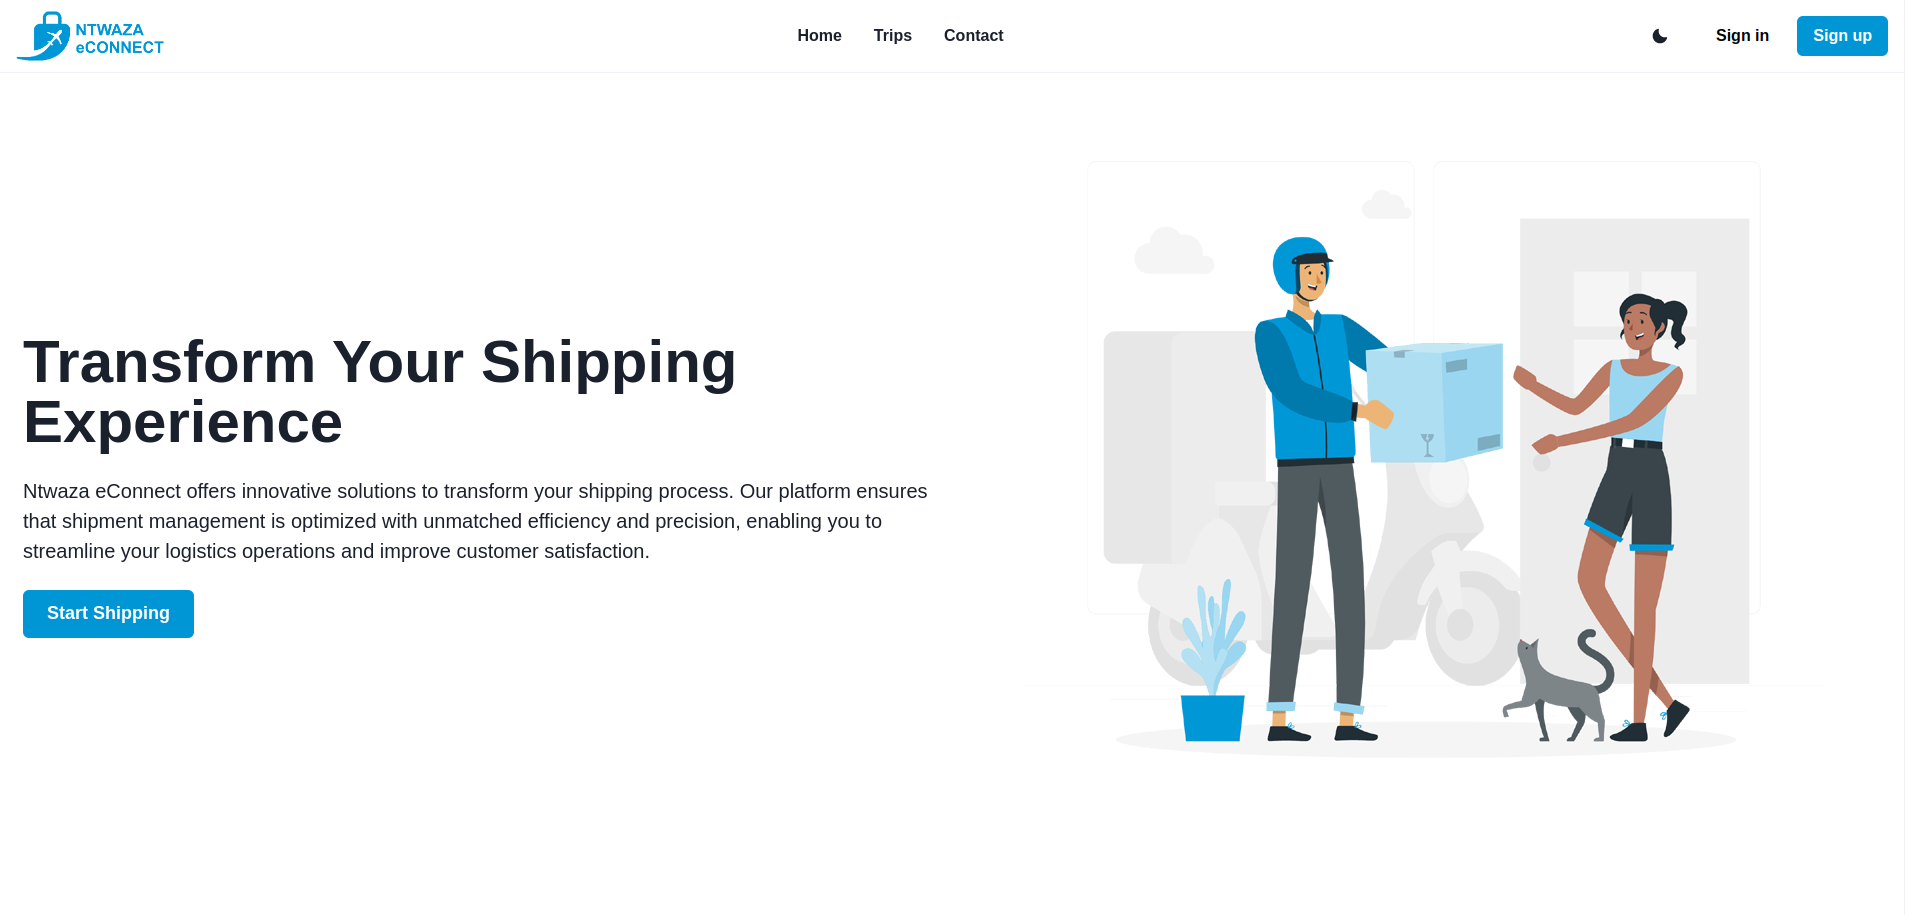 NTWAZA
eCONNECT
Home
Trips
Contact
Sign in
Sign up
Transform Your Shipping
Experience
Ntwaza eConnect offers innovative solutions to transform your shipping process. Our platform ensures
that shipment management is optimized with unmatched efficiency and precision, enabling you to
streamline your logistics operations and improve customer satisfaction.
Start Shipping